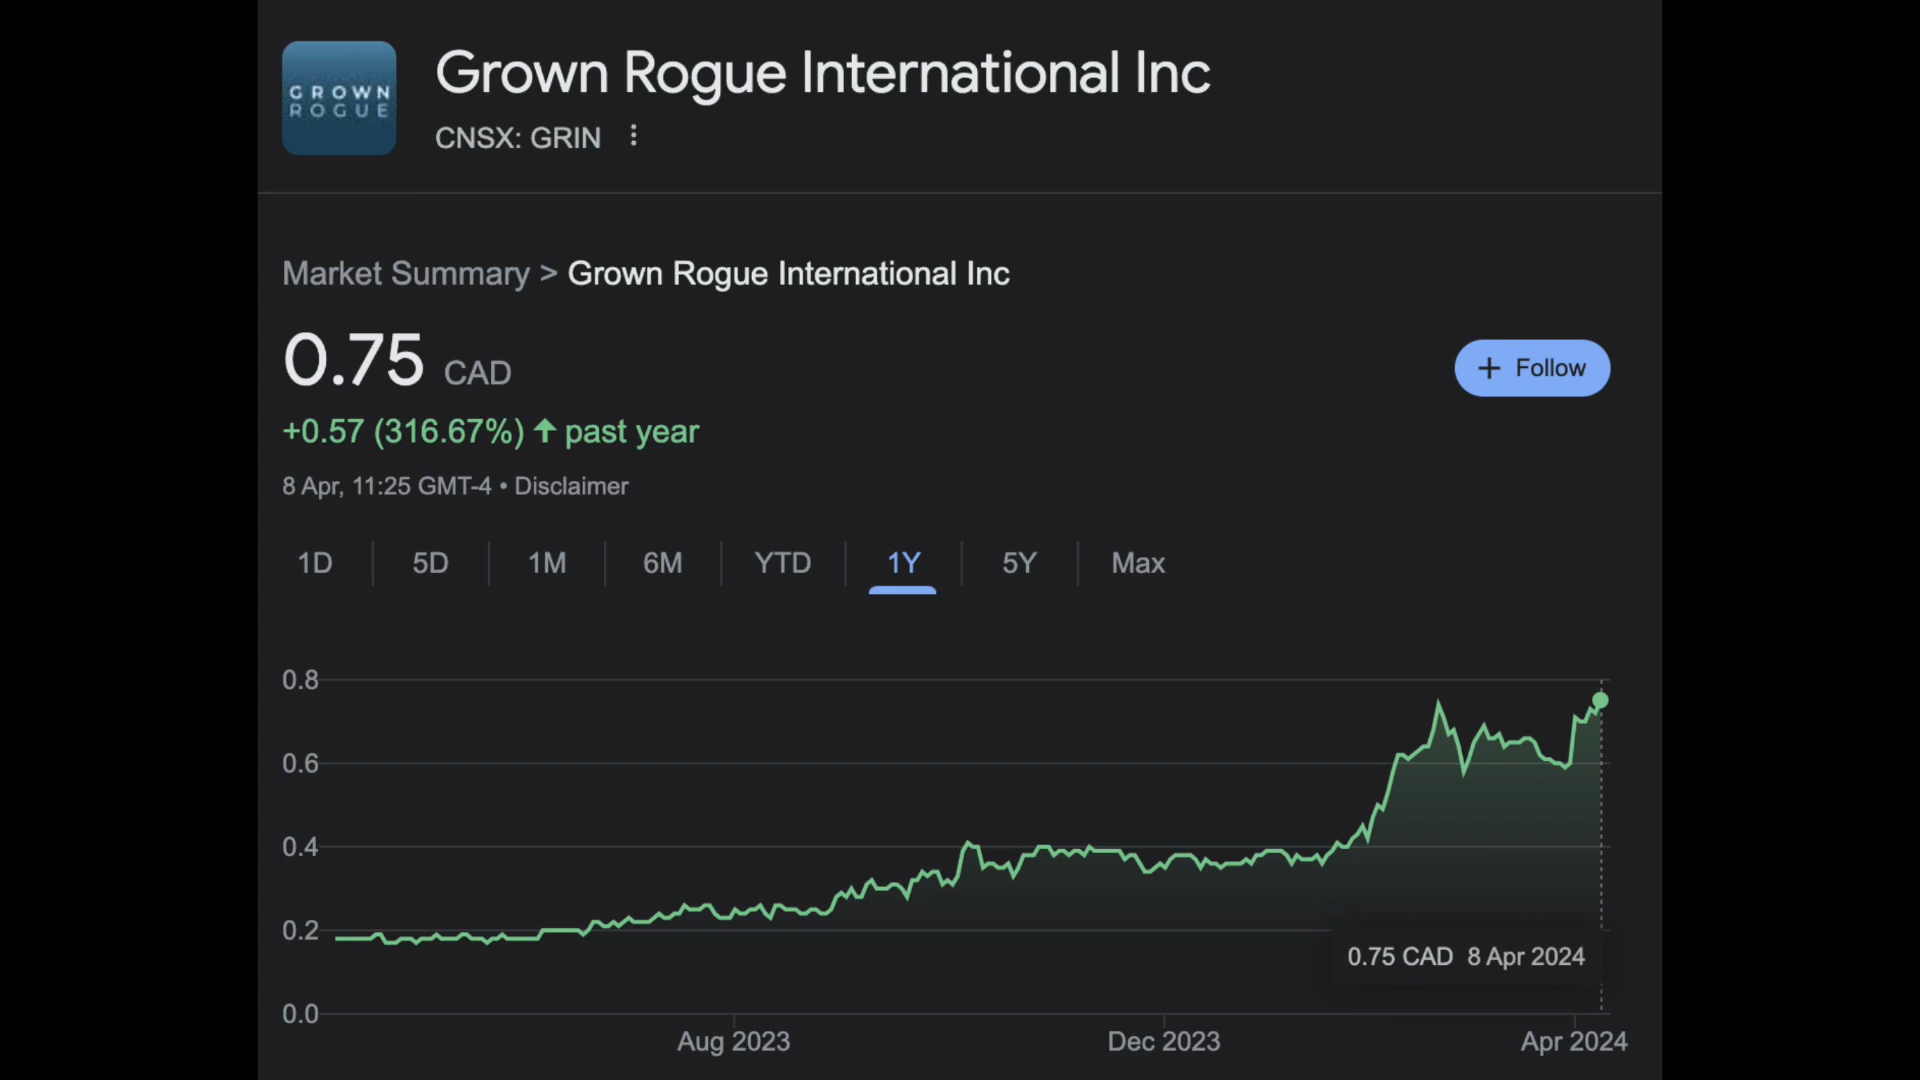 GROWN
ROGUE
Grown Rogue International Inc
CNSX: GRIN
Market Summary > Grown Rogue International Inc
0.75 CAD
+ Follow
+0.57 (316.67%) ↑ past year
8 Apr, 11:25 GMT-4 • Disclaimer
1D 5D 1M 6M YTD 1Y 5Y Max
0.8
0.6
0.4
0.2
0.75 CAD 8 Apr 2024
0.0
Aug 2023 Dec 2023 Apr 2024